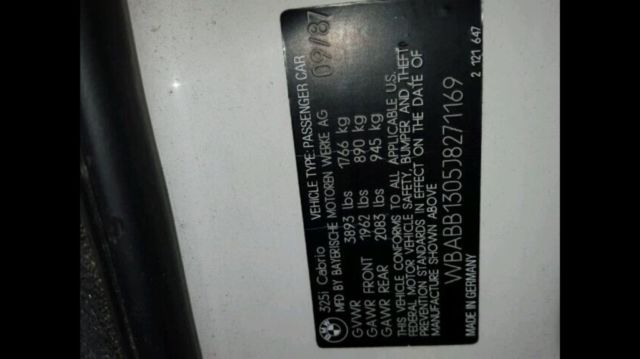 BMW
325i Cabrio VEHICLE TYPE: PASSENGER CAR
MFD BY BAYERISCHE MOTOREN WERKE AG 09/87
GVWR 3893 lbs 1766 kg
GAWR FRONT 1962 lbs 890 kg
GAWR REAR 2083 lbs 945 kg
THIS VEHICLE CONFORMS TO ALL APPLICABLE U.S.
FEDERAL MOTOR VEHICLE SAFETY, BUMPER AND THEFT
PREVENTION STANDARDS IN EFFECT ON THE DATE OF
MANUFACTURE SHOWN ABOVE
WBABB1305J8271169
MADE IN GERMANY 2 121 647